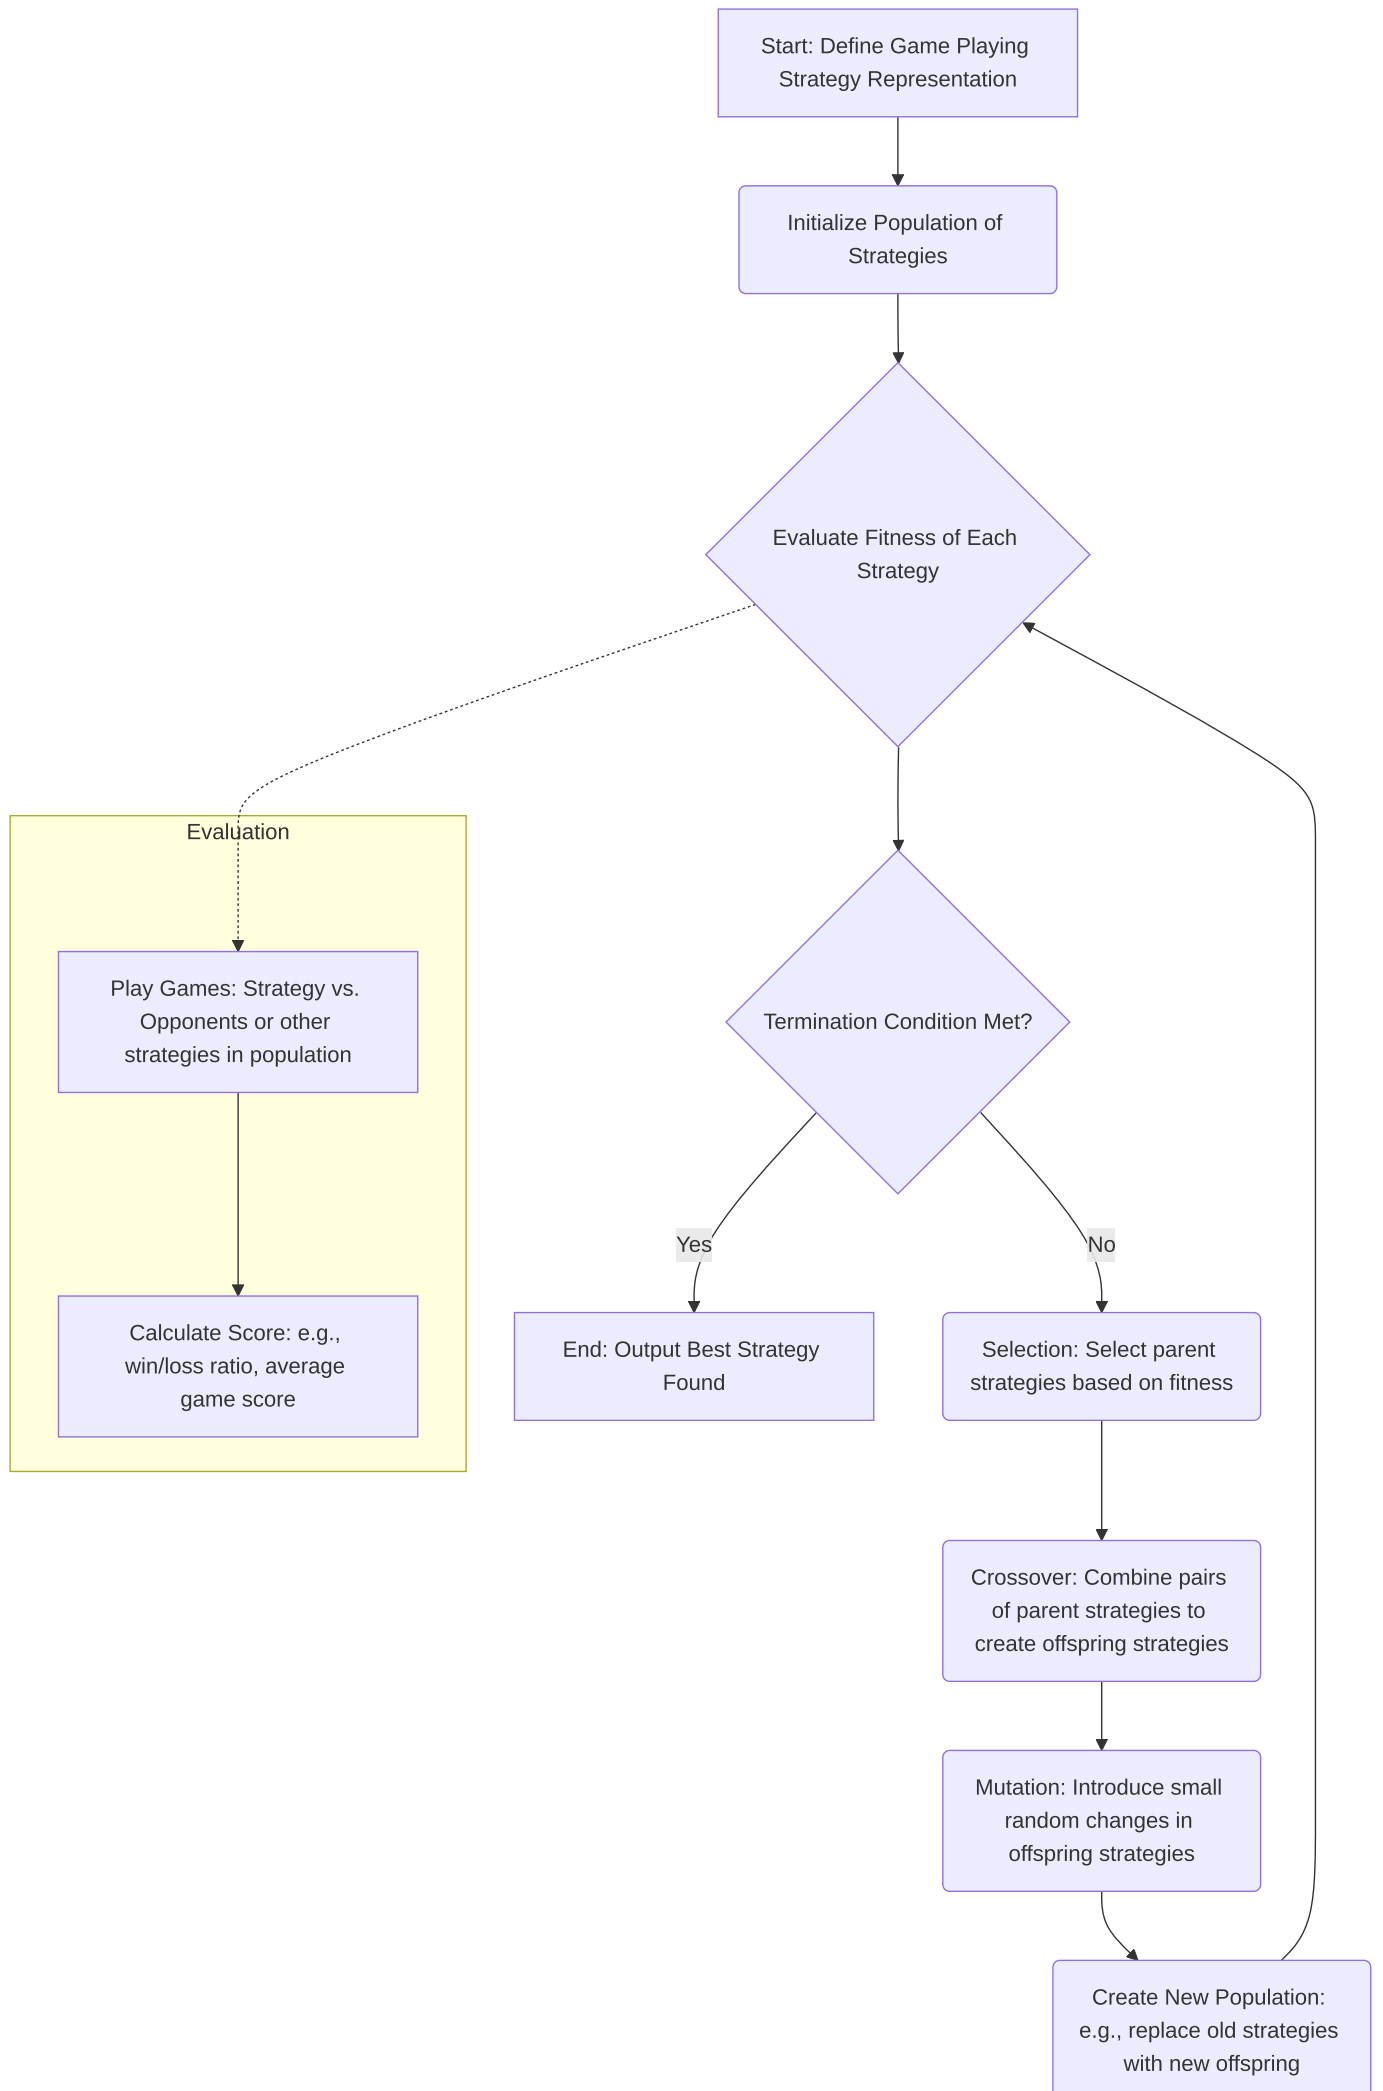 Start: Define Game Playing
Strategy Representation
Initialize Population of
Strategies
Evaluate Fitness of Each
Strategy
Evaluation
Play Games: Strategy vs.
Opponents or other
strategies in population
Calculate Score: e.g.,
win/loss ratio, average
game score
Termination Condition Met?
Yes
No
End: Output Best Strategy
Found
Selection: Select parent
strategies based on fitness
Crossover: Combine pairs
of parent strategies to
create offspring strategies
Mutation: Introduce small
random changes in
offspring strategies
Create New Population:
e.g., replace old strategies
with new offspring